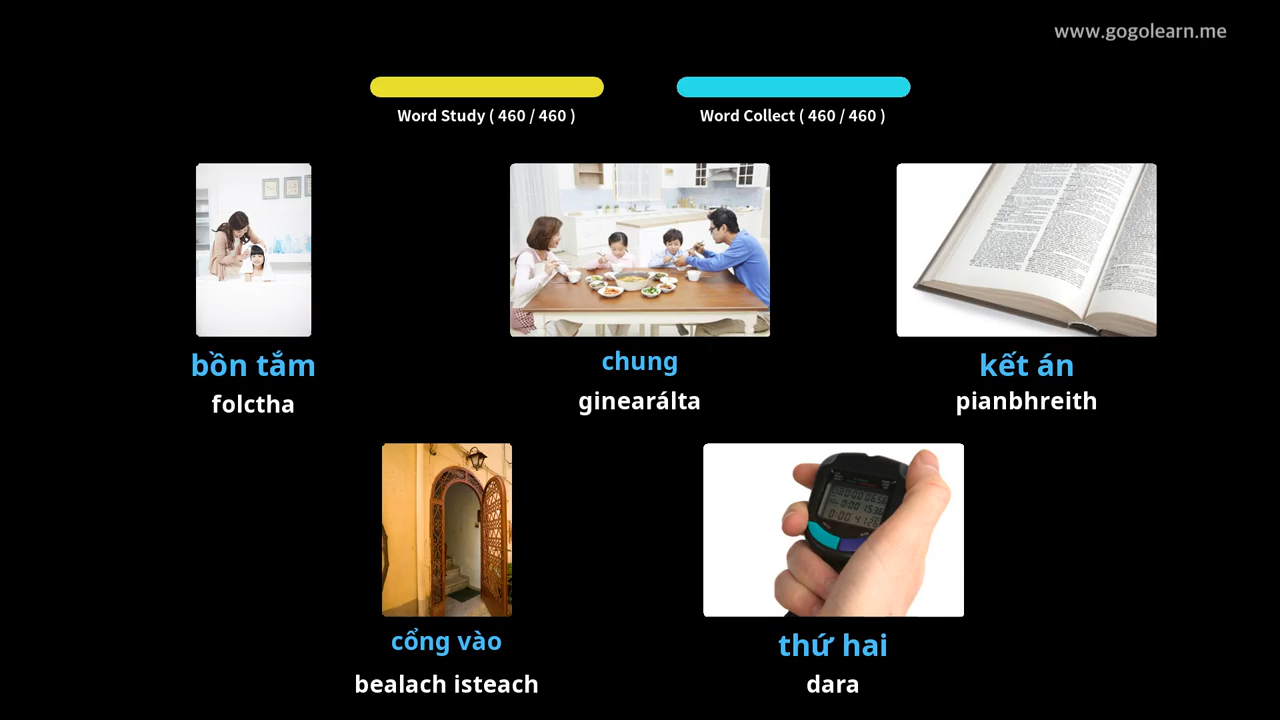 www.gogolearn.me
Word Study ( 460 / 460 )
Word Collect ( 460 / 460 )
bồn tắm
folctha
chung
ginearálta
kết án
pianbhreith
cổng vào
bealach isteach
thứ hai
dara